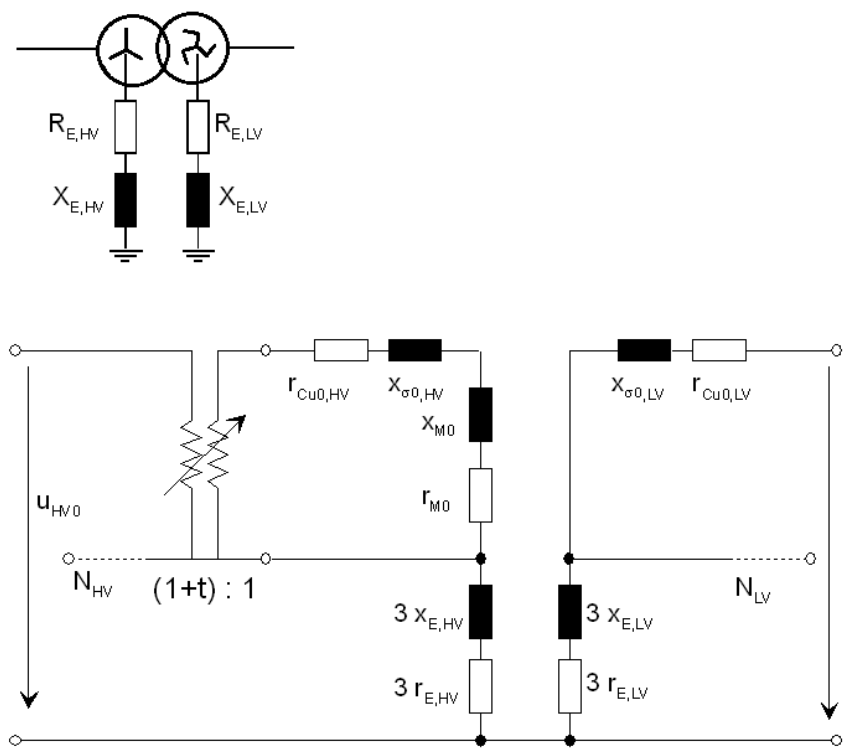 R_E,HV R_E,LV
X_E,HV X_E,LV
r_Cu0,HV x_σ0,HV x_σ0,LV r_Cu0,LV
x_M0
r_M0
u_HV0
N_HV (1+t) : 1 N_LV
3 x_E,HV 3 x_E,LV
3 r_E,HV 3 r_E,LV